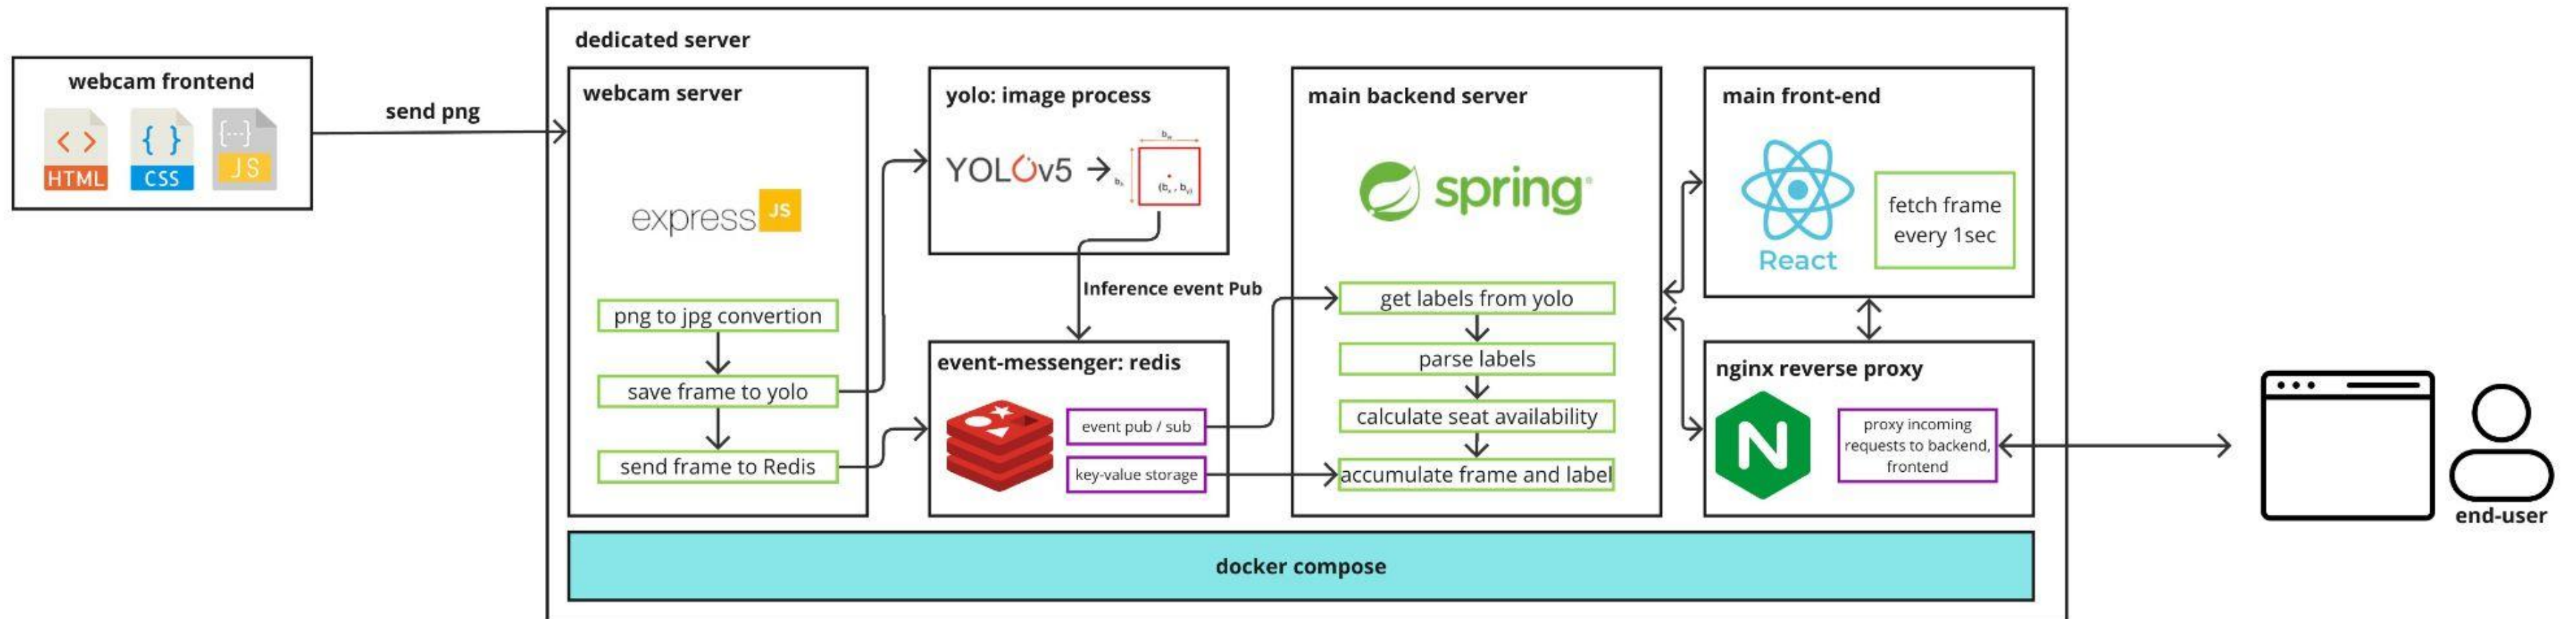 dedicated server
webcam frontend
HTML
CSS
{...}
JS
send png
webcam server
express
JS
png to jpg convertion
save frame to yolo
send frame to Redis
yolo: image process
YOLOv5
(bx , by)
Inference event Pub
event-messenger: redis
event pub / sub
key-value storage
main backend server
spring
get labels from yolo
parse labels
calculate seat availability
accumulate frame and label
main front-end
React
fetch frame
every 1sec
nginx reverse proxy
N
proxy incoming
requests to backend,
frontend
end-user
docker compose